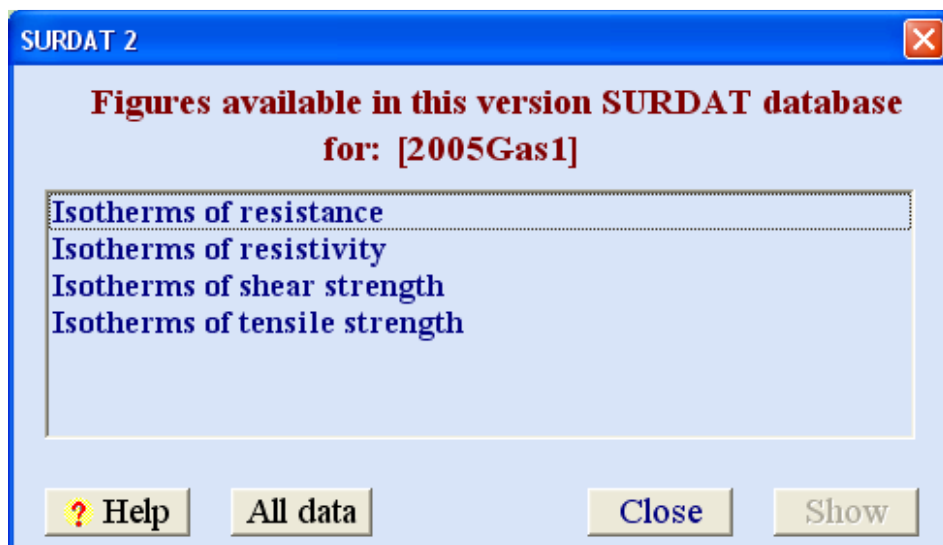 SURDAT 2
Figures available in this version SURDAT database
for: [2005Gas1]
Isotherms of resistance
Isotherms of resistivity
Isotherms of shear strength
Isotherms of tensile strength
? Help
All data
Close
Show